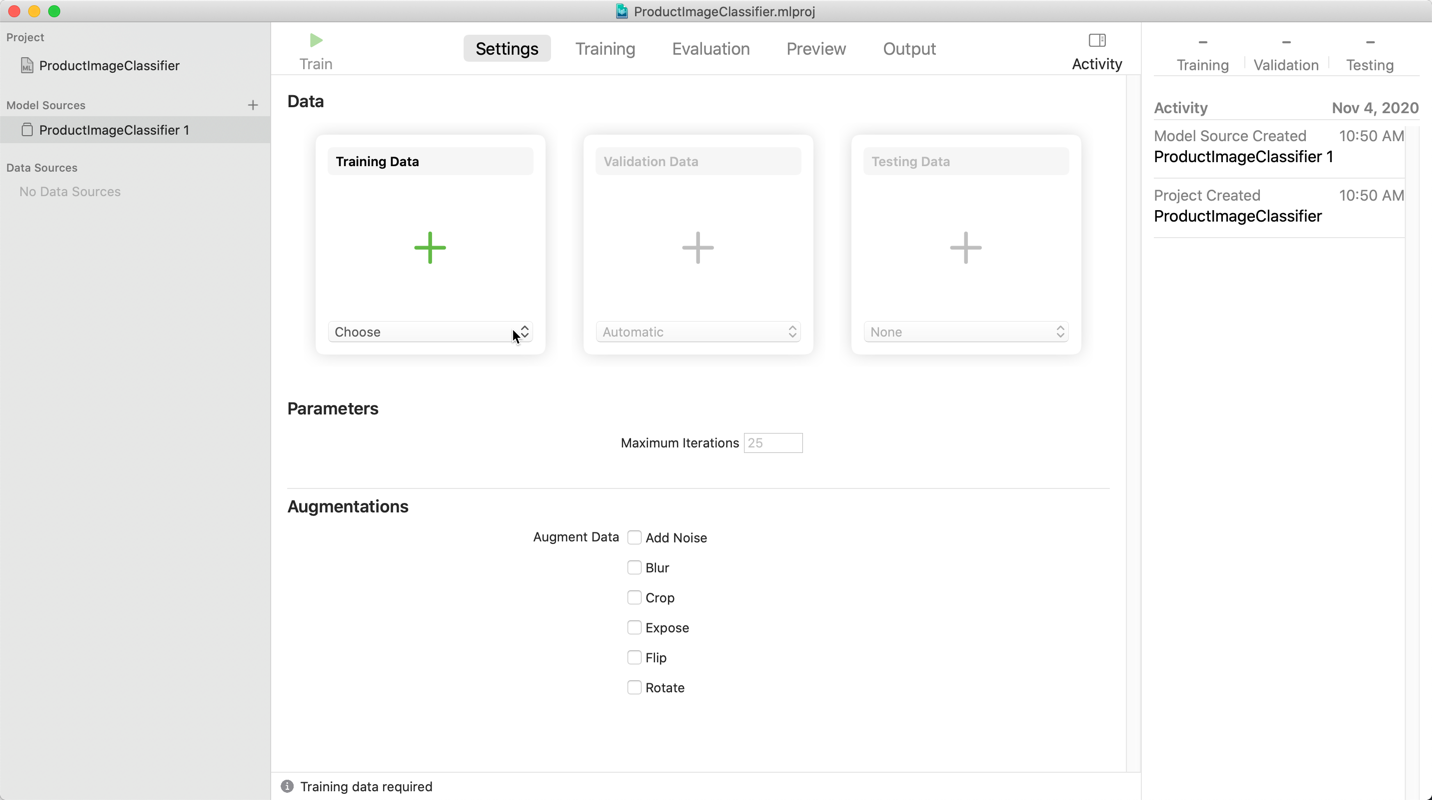 ProductImageClassifier.mlproj
Project
ML
ProductImageClassifier
Model Sources
ProductImageClassifier 1
Data Sources
No Data Sources
Train
Settings
Training
Evaluation
Preview
Output
Activity
Data
Training Data
Choose
Validation Data
Automatic
Testing Data
None
Parameters
Maximum Iterations 25
Augmentations
Augment Data
Add Noise
Blur
Crop
Expose
Flip
Rotate
Training data required
– – –
Training Validation Testing
Activity Nov 4, 2020
Model Source Created 10:50 AM
ProductImageClassifier 1
Project Created 10:50 AM
ProductImageClassifier